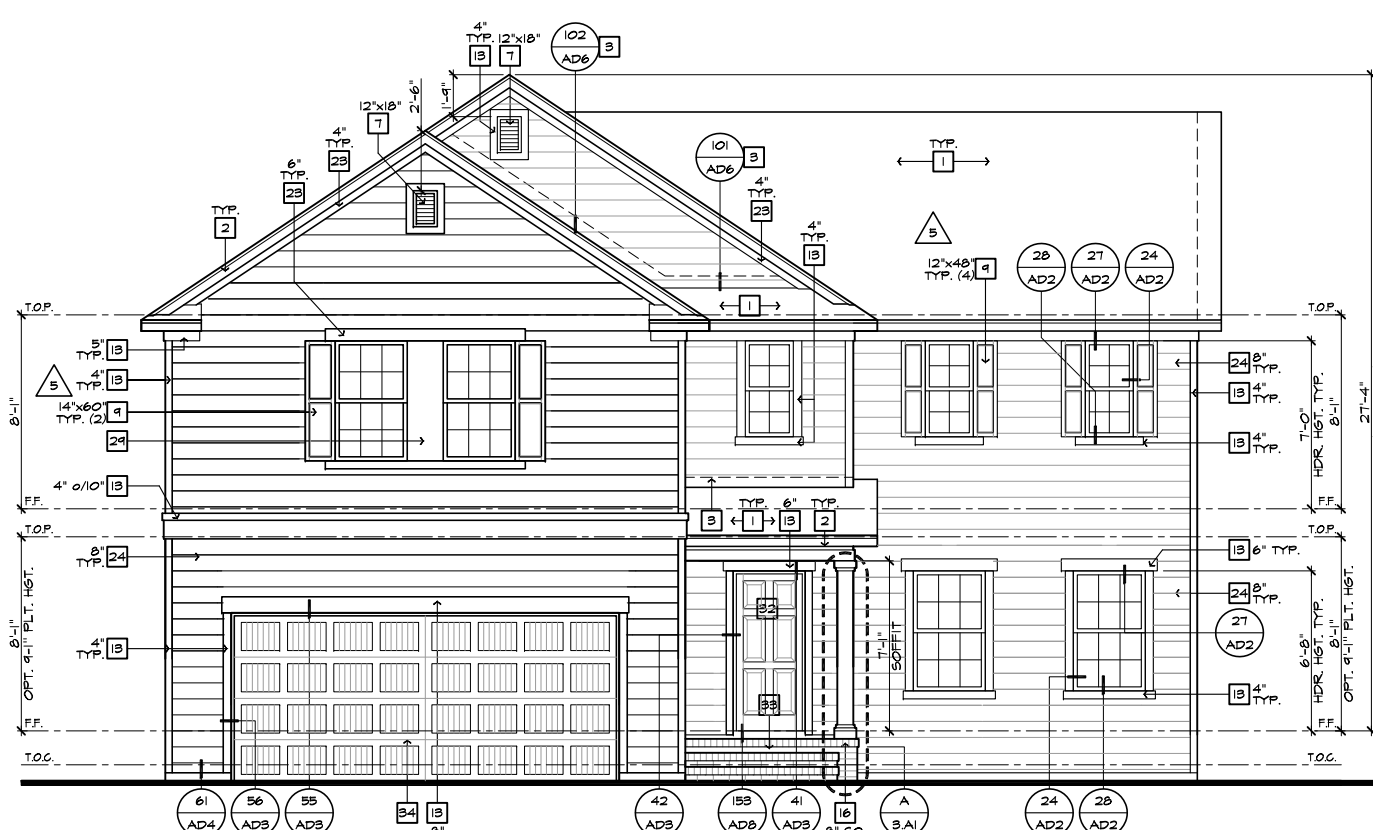 4"
TYP.
13
12"x18"
7
102
AD6
3
12"x18"
7
2'-6"
1'-9"
4"
TYP.
23
6"
TYP.
23
TYP.
2
101
AD6
3
4"
TYP.
23
4"
TYP.
13
TYP.
1
5
12"x48"
TYP. (4)
9
28
AD2
27
AD2
24
AD2
1
T.O.P.
T.O.P.
5"
TYP.
13
5
4"
TYP.
13
14"x60"
TYP. (2)
9
29
4" o/10"
13
8'-1"
F.F.
T.O.P.
24
8"
TYP.
13
4"
TYP.
13
4"
TYP.
7'-0"
HDR. HGT. TYP.
8'-1"
27'-4"
F.F.
T.O.P.
3
TYP.
1
6"
13
TYP.
2
8"
TYP.
24
4"
TYP.
13
8'-1"
OPT. 9'-1" PLT. HGT.
F.F.
T.O.C.
32
33
7'-1"
SOFFIT
13
6" TYP.
24
8"
TYP.
27
AD2
13
4"
TYP.
6'-8"
HDR. HGT TYP.
8'-1"
OPT. 9'-1" PLT. HGT.
F.F.
T.O.C.
61
AD4
56
AD3
55
AD3
34
13
42
AD3
153
AD8
41
AD3
16
A
3.A1
24
AD2
28
AD2